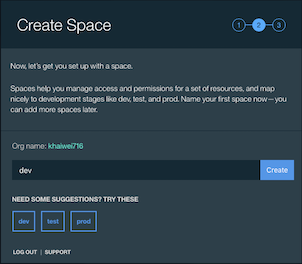 Create Space
1 2 3
Now, let's get you set up with a space.
Spaces help you manage access and permissions for a set of resources, and map
nicely to development stages like dev, test, and prod. Name your first space now—you
can add more spaces later.
Org name: khaiwei716
dev
Create
NEED SOME SUGGESTIONS? TRY THESE
dev test prod
LOG OUT | SUPPORT